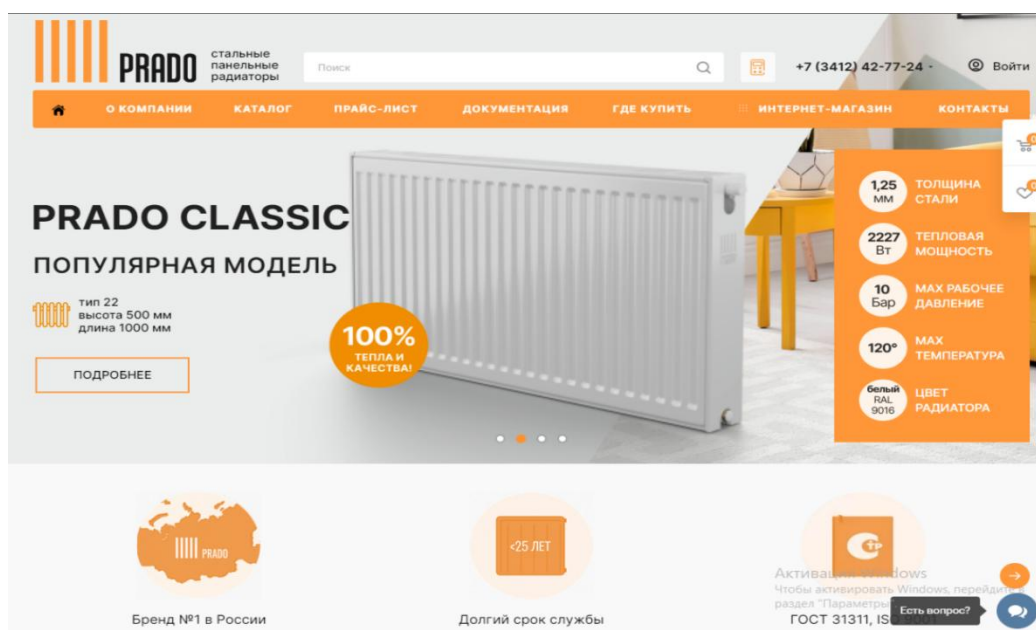 PRADO
стальные
панельные
радиаторы
Поиск
+7 (3412) 42-77-24
Войти
О КОМПАНИИ КАТАЛОГ ПРАЙС-ЛИСТ ДОКУМЕНТАЦИЯ ГДЕ КУПИТЬ ИНТЕРНЕТ-МАГАЗИН КОНТАКТЫ
0
0
PRADO CLASSIC
ПОПУЛЯРНАЯ МОДЕЛЬ
тип 22
высота 500 мм
длина 1000 мм
ПОДРОБНЕЕ
100%
ТЕПЛА И
КАЧЕСТВА!
1,25
ММ
ТОЛЩИНА
СТАЛИ
2227
Вт
ТЕПЛОВАЯ
МОЩНОСТЬ
10
Бар
MAX РАБОЧЕЕ
ДАВЛЕНИЕ
120°
MAX
ТЕМПЕРАТУРА
белый
RAL
9016
ЦВЕТ
РАДИАТОРА
PRADO
Бренд №1 в России
<25 ЛЕТ
Долгий срок службы
Активация Windows
Чтобы активировать Windows, перейдите в
раздел "Параметры
Есть вопрос?
ГОСТ 31311, ISO 9001